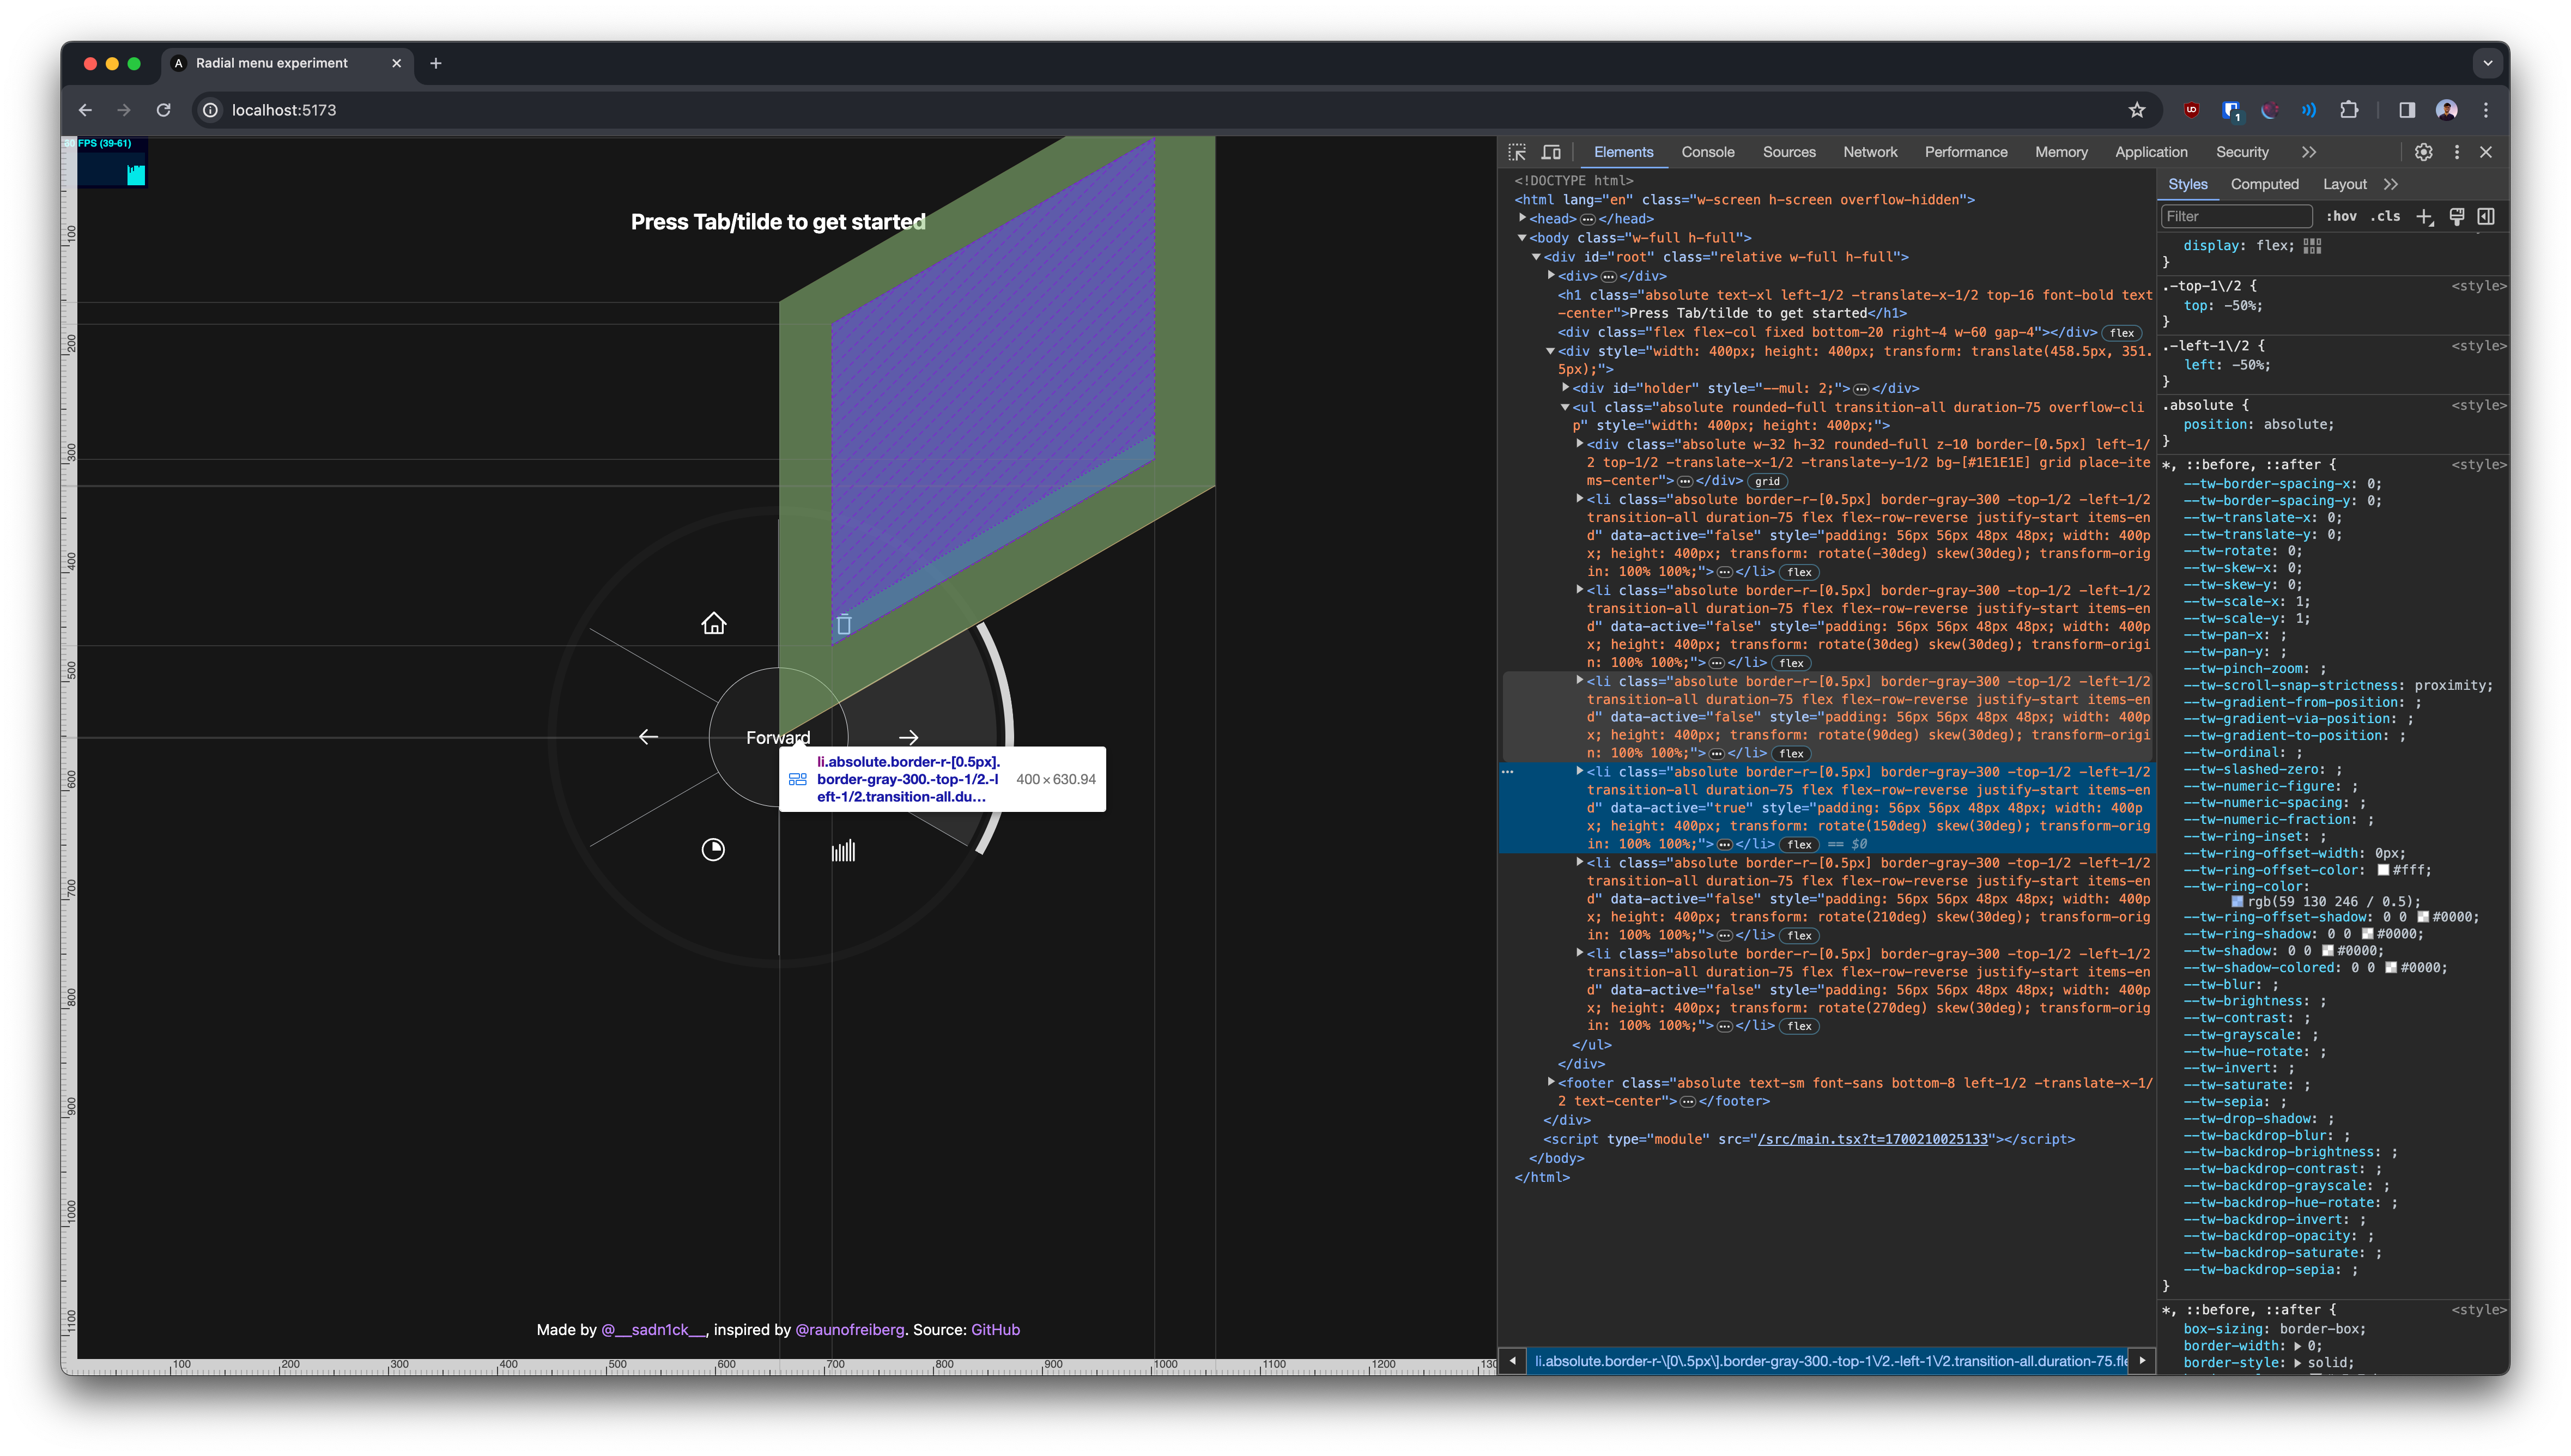 Radial menu experiment
localhost:5173
1
FPS (39-61)
Press Tab/tilde to get started
Forward
li.absolute.border-r-[0.5px].
border-gray-300.-top-1/2.-l
eft-1/2.transition-all.du…
400 × 630.94
Made by @__sadn1ck__, inspired by @raunofreiberg. Source: GitHub
100
200
300
400
500
600
700
800
900
1000
1100
100
200
300
400
500
600
700
800
900
1000
1100
1200
Elements Console Sources Network Performance Memory Application Security
<!DOCTYPE html>
<html lang="en" class="w-screen h-screen overflow-hidden">
<head>…</head>
<body class="w-full h-full">
<div id="root" class="relative w-full h-full">
<div>…</div>
<h1 class="absolute text-xl left-1/2 -translate-x-1/2 top-16 font-bold text
-center">Press Tab/tilde to get started</h1>
<div class="flex flex-col fixed bottom-20 right-4 w-60 gap-4"></div> flex
<div style="width: 400px; height: 400px; transform: translate(458.5px, 351.
5px);">
<div id="holder" style="--mul: 2;">…</div>
<ul class="absolute rounded-full transition-all duration-75 overflow-cli
p" style="width: 400px; height: 400px;">
<div class="absolute w-32 h-32 rounded-full z-10 border-[0.5px] left-1/
2 top-1/2 -translate-x-1/2 -translate-y-1/2 bg-[#1E1E1E] grid place-ite
ms-center">…</div> grid
<li class="absolute border-r-[0.5px] border-gray-300 -top-1/2 -left-1/2
transition-all duration-75 flex flex-row-reverse justify-start items-en
d" data-active="false" style="padding: 56px 56px 48px 48px; width: 400p
x; height: 400px; transform: rotate(-30deg) skew(30deg); transform-orig
in: 100% 100%;">…</li> flex
<li class="absolute border-r-[0.5px] border-gray-300 -top-1/2 -left-1/2
transition-all duration-75 flex flex-row-reverse justify-start items-en
d" data-active="false" style="padding: 56px 56px 48px 48px; width: 400p
x; height: 400px; transform: rotate(30deg) skew(30deg); transform-origi
n: 100% 100%;">…</li> flex
<li class="absolute border-r-[0.5px] border-gray-300 -top-1/2 -left-1/2
transition-all duration-75 flex flex-row-reverse justify-start items-en
d" data-active="false" style="padding: 56px 56px 48px 48px; width: 400p
x; height: 400px; transform: rotate(90deg) skew(30deg); transform-origi
n: 100% 100%;">…</li> flex
<li class="absolute border-r-[0.5px] border-gray-300 -top-1/2 -left-1/2
transition-all duration-75 flex flex-row-reverse justify-start items-en
d" data-active="true" style="padding: 56px 56px 48px 48px; width: 400p
x; height: 400px; transform: rotate(150deg) skew(30deg); transform-orig
in: 100% 100%;">…</li> flex == $0
<li class="absolute border-r-[0.5px] border-gray-300 -top-1/2 -left-1/2
transition-all duration-75 flex flex-row-reverse justify-start items-en
d" data-active="false" style="padding: 56px 56px 48px 48px; width: 400p
x; height: 400px; transform: rotate(210deg) skew(30deg); transform-orig
in: 100% 100%;">…</li> flex
<li class="absolute border-r-[0.5px] border-gray-300 -top-1/2 -left-1/2
transition-all duration-75 flex flex-row-reverse justify-start items-en
d" data-active="false" style="padding: 56px 56px 48px 48px; width: 400p
x; height: 400px; transform: rotate(270deg) skew(30deg); transform-orig
in: 100% 100%;">…</li> flex
</ul>
</div>
<footer class="absolute text-sm font-sans bottom-8 left-1/2 -translate-x-1/
2 text-center">…</footer>
</div>
<script type="module" src="/src/main.tsx?t=1700210025133"></script>
</body>
</html>
li.absolute.border-r-\[0\.5px\].border-gray-300.-top-1\/2.-left-1\/2.transition-all.duration-75.fle
Styles Computed Layout
Filter :hov .cls
display: flex;
}
.-top-1\/2 { <style>
top: -50%;
}
.-left-1\/2 { <style>
left: -50%;
}
.absolute { <style>
position: absolute;
}
*, ::before, ::after { <style>
--tw-border-spacing-x: 0;
--tw-border-spacing-y: 0;
--tw-translate-x: 0;
--tw-translate-y: 0;
--tw-rotate: 0;
--tw-skew-x: 0;
--tw-skew-y: 0;
--tw-scale-x: 1;
--tw-scale-y: 1;
--tw-pan-x: ;
--tw-pan-y: ;
--tw-pinch-zoom: ;
--tw-scroll-snap-strictness: proximity;
--tw-gradient-from-position: ;
--tw-gradient-via-position: ;
--tw-gradient-to-position: ;
--tw-ordinal: ;
--tw-slashed-zero: ;
--tw-numeric-figure: ;
--tw-numeric-spacing: ;
--tw-numeric-fraction: ;
--tw-ring-inset: ;
--tw-ring-offset-width: 0px;
--tw-ring-offset-color: #fff;
--tw-ring-color:
rgb(59 130 246 / 0.5);
--tw-ring-offset-shadow: 0 0 #0000;
--tw-ring-shadow: 0 0 #0000;
--tw-shadow: 0 0 #0000;
--tw-shadow-colored: 0 0 #0000;
--tw-blur: ;
--tw-brightness: ;
--tw-contrast: ;
--tw-grayscale: ;
--tw-hue-rotate: ;
--tw-invert: ;
--tw-saturate: ;
--tw-sepia: ;
--tw-drop-shadow: ;
--tw-backdrop-blur: ;
--tw-backdrop-brightness: ;
--tw-backdrop-contrast: ;
--tw-backdrop-grayscale: ;
--tw-backdrop-hue-rotate: ;
--tw-backdrop-invert: ;
--tw-backdrop-opacity: ;
--tw-backdrop-saturate: ;
--tw-backdrop-sepia: ;
}
*, ::before, ::after { <style>
box-sizing: border-box;
border-width: 0;
border-style: solid;